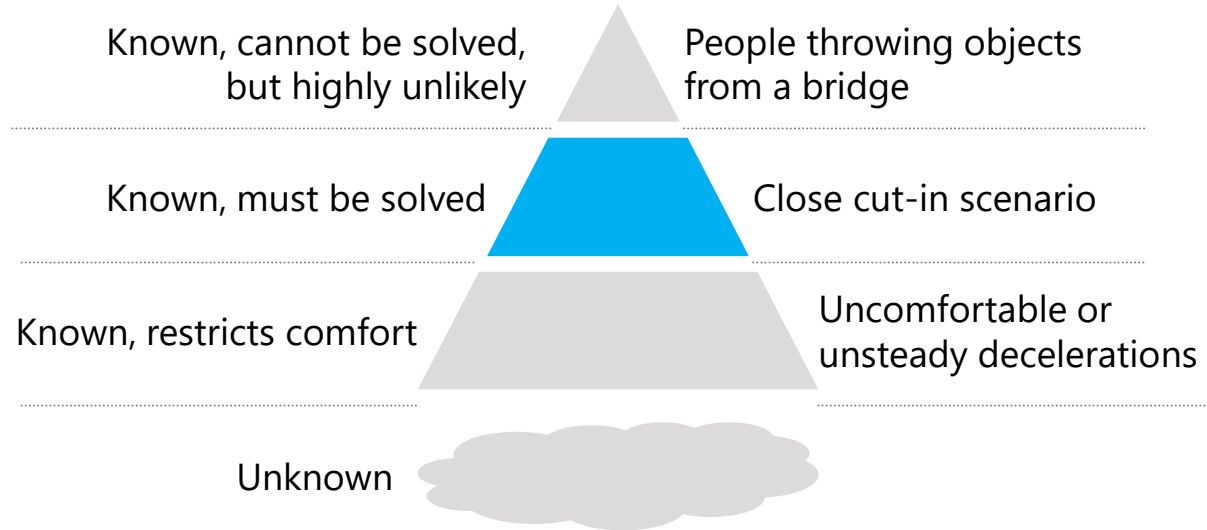 Known, cannot be solved,
but highly unlikely
People throwing objects
from a bridge
Known, must be solved
Close cut-in scenario
Known, restricts comfort
Uncomfortable or
unsteady decelerations
Unknown